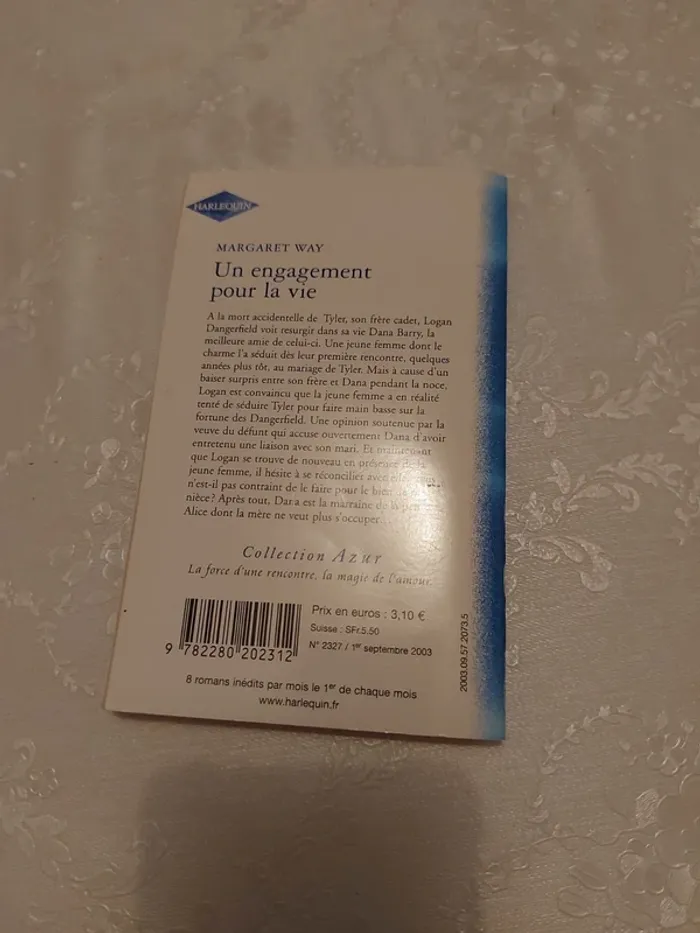 HARLEQUIN
MARGARET WAY
Un engagement
pour la vie
A la mort accidentelle de Tyler, son frère cadet, Logan
Dangerfield voit resurgir dans sa vie Dana Barry, la
meilleure amie de celui-ci. Une jeune femme dont le
charme l'a séduit dès leur première rencontre, quelques
années plus tôt, au mariage de Tyler. Mais à cause d'un
baiser surpris entre son frère et Dana pendant la noce,
Logan est convaincu que la jeune femme a en réalité
tenté de séduire Tyler pour faire main basse sur la
fortune des Dangerfield. Une opinion soutenue par la
veuve du défunt qui accuse ouvertement Dana d'avoir
entretenu une liaison avec son mari. Et maintenant
que Logan se trouve de nouveau en présence de la
jeune femme, il hésite à se réconcilier avec
n'est-il pas contraint de le faire pour le bien
nièce ? Après tout, Dana est la marraine de la
Alice dont la mère ne veut plus s'occuper...
Collection Azur
La force d'une rencontre, la magie de l'amour.
Prix en euros : 3,10 €
Suisse : SFr.5.50
N° 2327 / 1er septembre 2003
9 782280 202312
2003.09.57.2073.5
8 romans inédits par mois le 1er de chaque mois
www.harlequin.fr